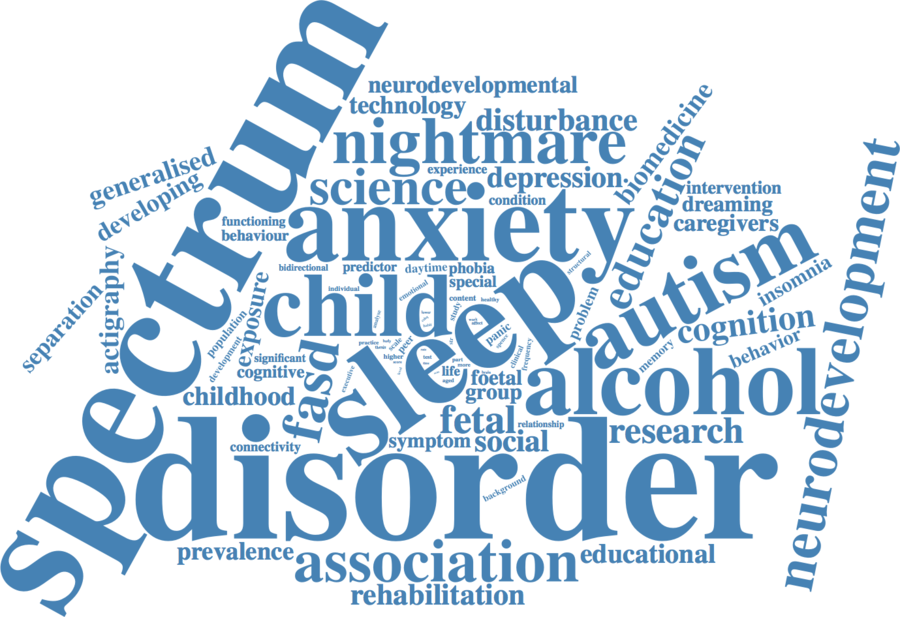 spectrum
neurodevelopmental
technology
disturbance
nightmare
biomedicine
experience
generalised
developing
science
depression
condition
education
intervention
dreaming
caregivers
neurodevelopment
functioning
behaviour
anxiety
structural
bidirectional
predictor
daytime
phobia
special
separation
actigraphy
exposure
population
development
child
individual
emotional
content
healthy
study
sleep
problem
autism
insomnia
cognition
memory
behavior
significant
cognitive
childhood
fasd
executive
practice
higher
scale
peer
panic
clinical
frequency
life
aged
part
foetal
group
alcohol
fetal
relationship
connectivity
symptom
social
research
disorder
background
prevalence
association
educational
rehabilitation